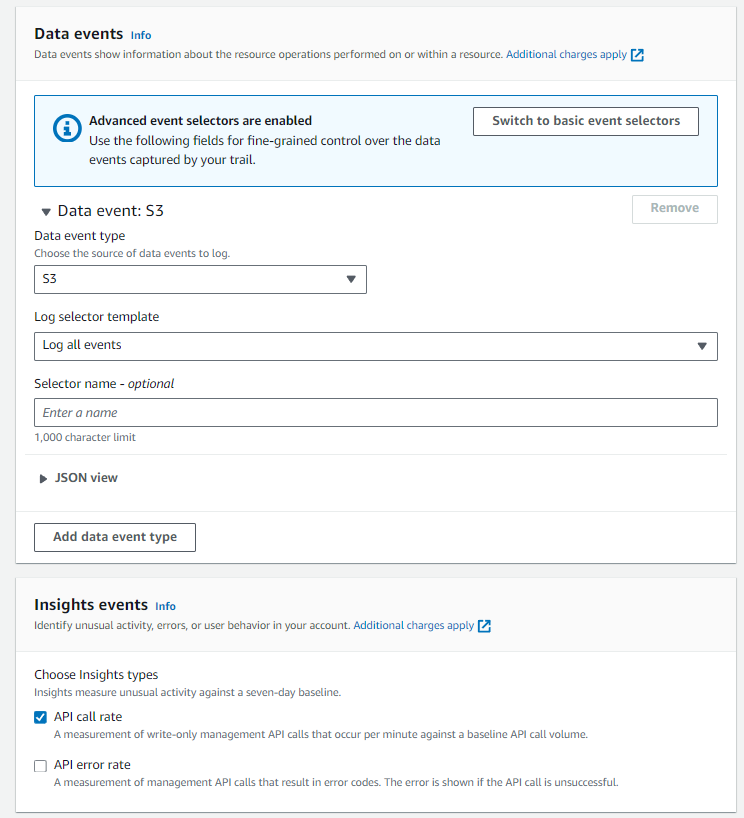 Data events Info
Data events show information about the resource operations performed on or within a resource. Additional charges apply
Advanced event selectors are enabled
Use the following fields for fine-grained control over the data
events captured by your trail.
Switch to basic event selectors
Data event: S3
Remove
Data event type
Choose the source of data events to log.
S3
Log selector template
Log all events
Selector name - optional
Enter a name
1,000 character limit
JSON view
Add data event type
Insights events Info
Identify unusual activity, errors, or user behavior in your account. Additional charges apply
Choose Insights types
Insights measure unusual activity against a seven-day baseline.
API call rate
A measurement of write-only management API calls that occur per minute against a baseline API call volume.
API error rate
A measurement of management API calls that result in error codes. The error is shown if the API call is unsuccessful.